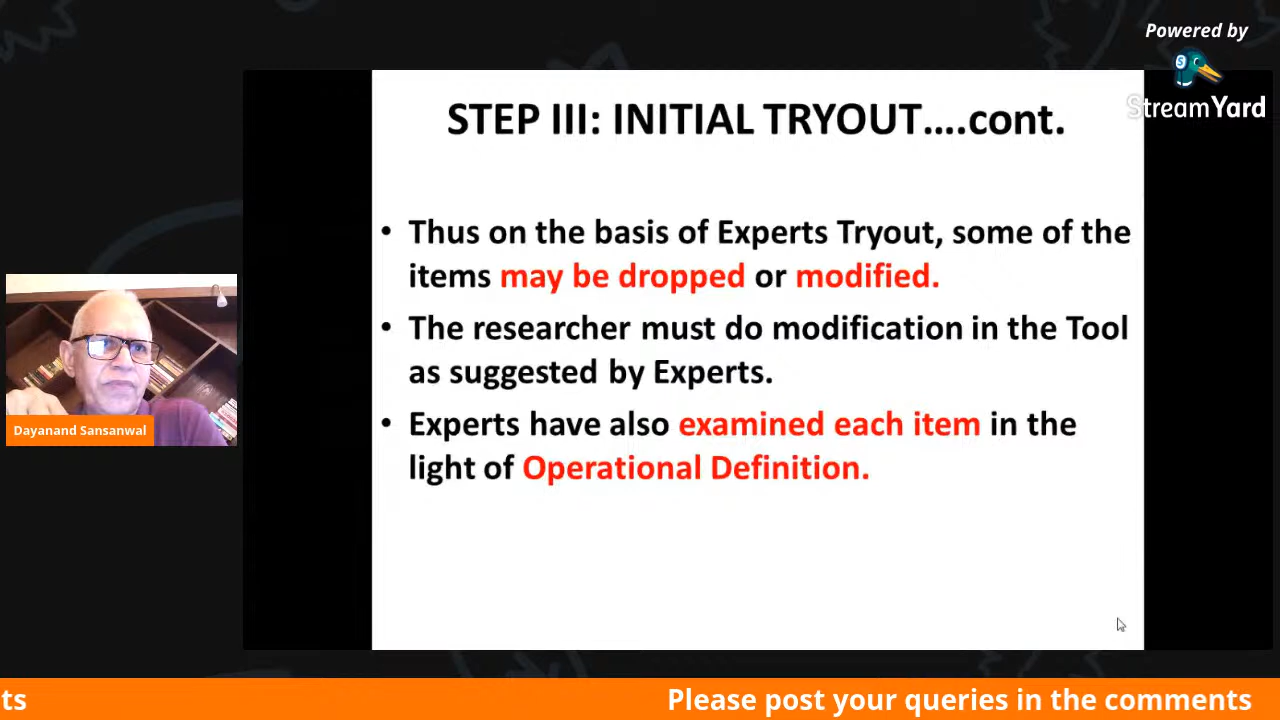 Powered by
StreamYard
STEP III: INITIAL TRYOUT....cont.
• Thus on the basis of Experts Tryout, some of the
items may be dropped or modified.
• The researcher must do modification in the Tool
as suggested by Experts.
• Experts have also examined each item in the
light of Operational Definition.
Dayanand Sansanwal
ts
Please post your queries in the comments